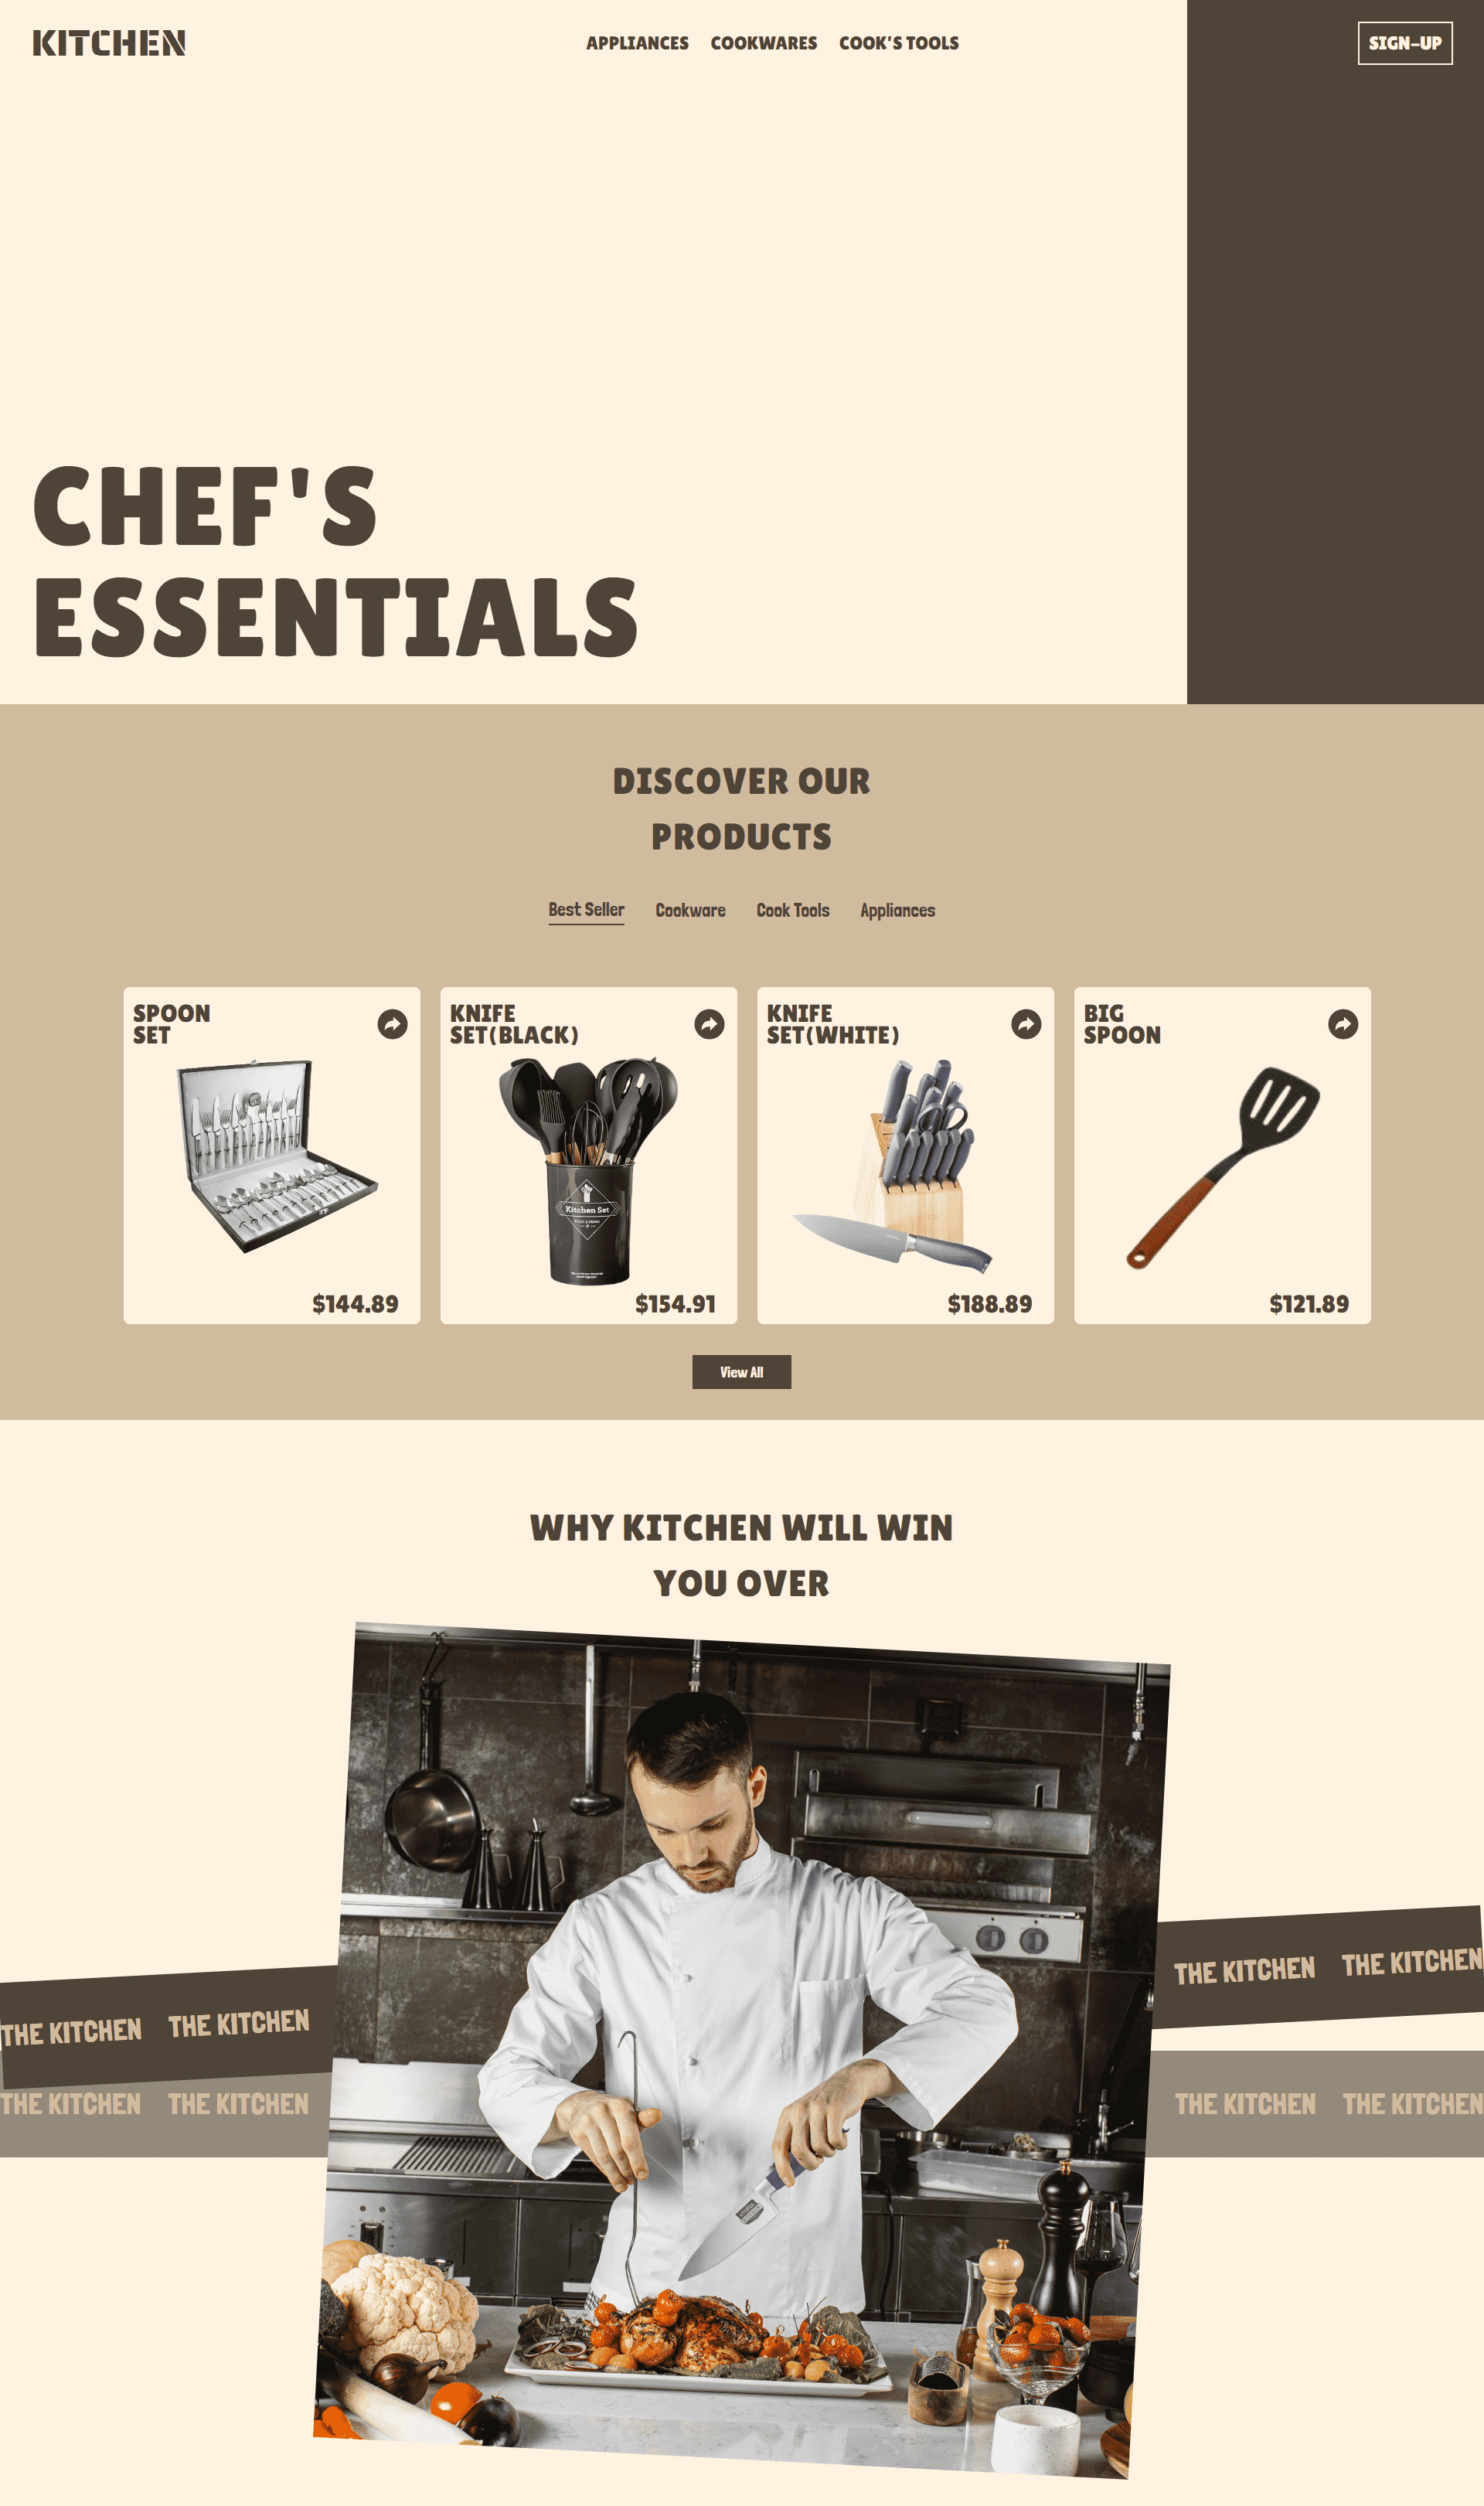 KITCHEN
APPLIANCES COOKWARES COOK'S TOOLS
SIGN-UP
CHEF'S
ESSENTIALS
DISCOVER OUR
PRODUCTS
Best Seller Cookware Cook Tools Appliances
SPOON
SET
$144.89
KNIFE
SET(BLACK)
Kitchen Set
$154.91
KNIFE
SET(WHITE)
$188.89
BIG
SPOON
$121.89
View All
WHY KITCHEN WILL WIN
YOU OVER
THE KITCHEN THE KITCHEN
THE KITCHEN THE KITCHEN
THE KITCHEN THE KITCHEN
THE KITCHEN THE KITCHEN